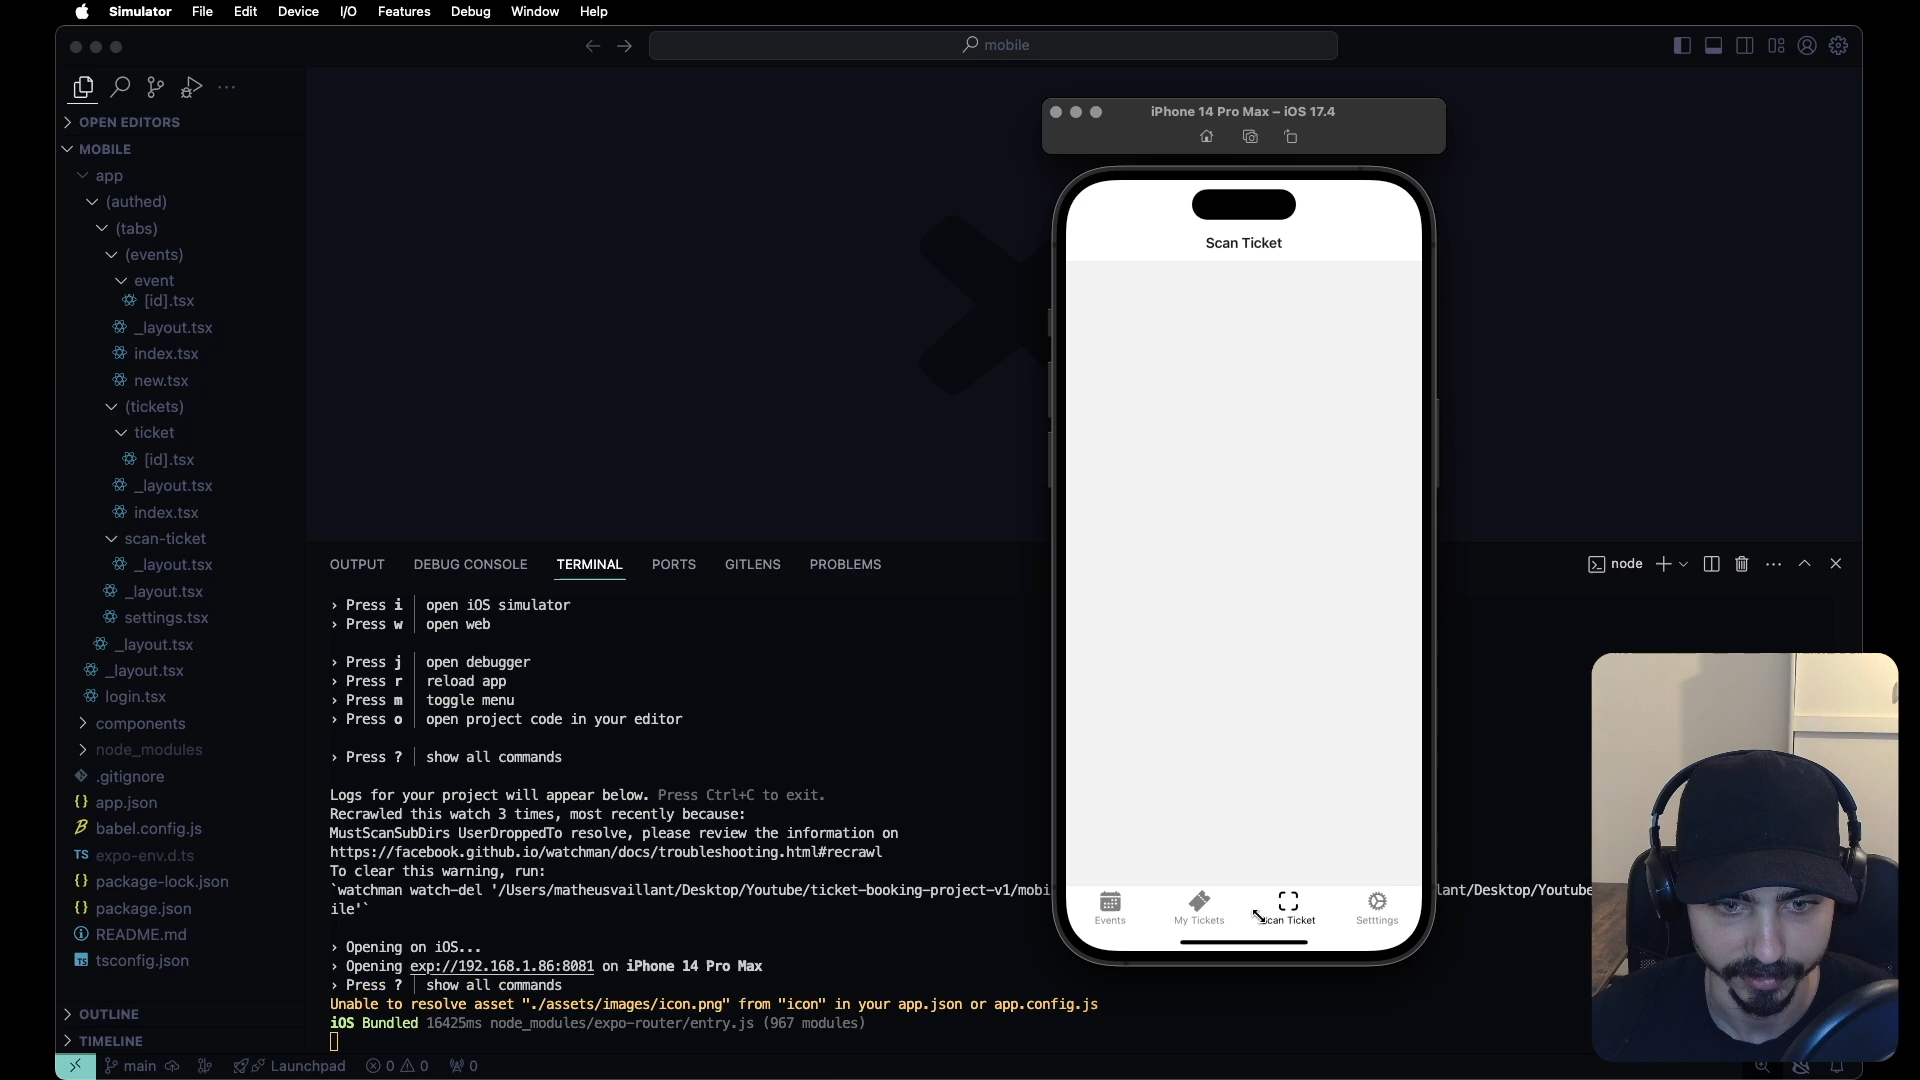 Simulator File Edit Device I/O Features Debug Window Help
mobile
OPEN EDITORS
MOBILE
app
(authed)
(tabs)
(events)
event
[id].tsx
_layout.tsx
index.tsx
new.tsx
(tickets)
ticket
[id].tsx
_layout.tsx
index.tsx
scan-ticket
_layout.tsx
_layout.tsx
settings.tsx
_layout.tsx
_layout.tsx
login.tsx
components
node_modules
.gitignore
{} app.json
babel.config.js
TS expo-env.d.ts
{} package-lock.json
{} package.json
README.md
TS tsconfig.json
OUTLINE
TIMELINE
main Launchpad 0 0 0
iPhone 14 Pro Max – iOS 17.4
Scan Ticket
Events My Tickets Scan Ticket Setttings
OUTPUT DEBUG CONSOLE TERMINAL PORTS GITLENS PROBLEMS
node
› Press i │ open iOS simulator
› Press w │ open web
› Press j │ open debugger
› Press r │ reload app
› Press m │ toggle menu
› Press o │ open project code in your editor
› Press ? │ show all commands
Logs for your project will appear below. Press Ctrl+C to exit.
Recrawled this watch 3 times, most recently because:
MustScanSubDirs UserDroppedTo resolve, please review the information on
https://facebook.github.io/watchman/docs/troubleshooting.html#recrawl
To clear this warning, run:
`watchman watch-del '/Users/matheusvaillant/Desktop/Youtube/ticket-booking-project-v1/mobi lant/Desktop/Youtube
ile'`
› Opening on iOS...
› Opening exp://192.168.1.86:8081 on iPhone 14 Pro Max
› Press ? │ show all commands
Unable to resolve asset "./assets/images/icon.png" from "icon" in your app.json or app.config.js
iOS Bundled 16425ms node_modules/expo-router/entry.js (967 modules)